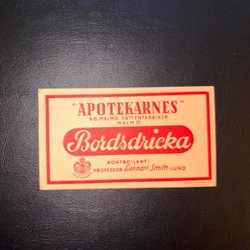 "APOTEKARNES"
A.B. MALMÖ VATTENFABRIKER
MALMÖ
Bordsdricka
KONTROLLANT:
PROFESSOR Lennart Smith, LUND